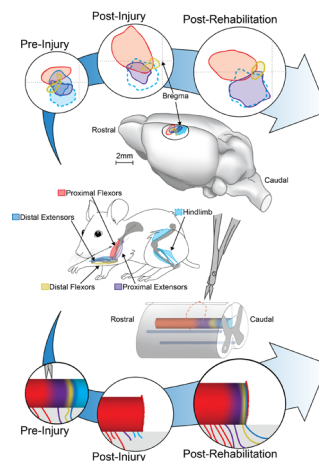 Post-Injury
Post-Rehabilitation
Pre-Injury
Bregma
Rostral
2mm
Caudal
Proximal Flexors
Distal Extensors
Hindlimb
Distal Flexors
Proximal Extensors
Rostral
Caudal
Pre-Injury
Post-Injury
Post-Rehabilitation